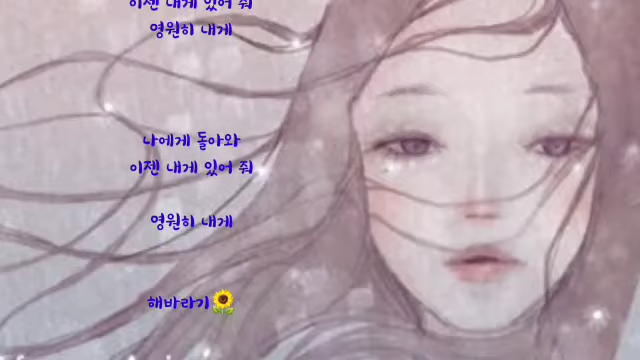 이젠 내게 있어 줘
영원히 내게
나에게 돌아와
이젠 내게 있어 줘
영원히 내게
해바라기🌻